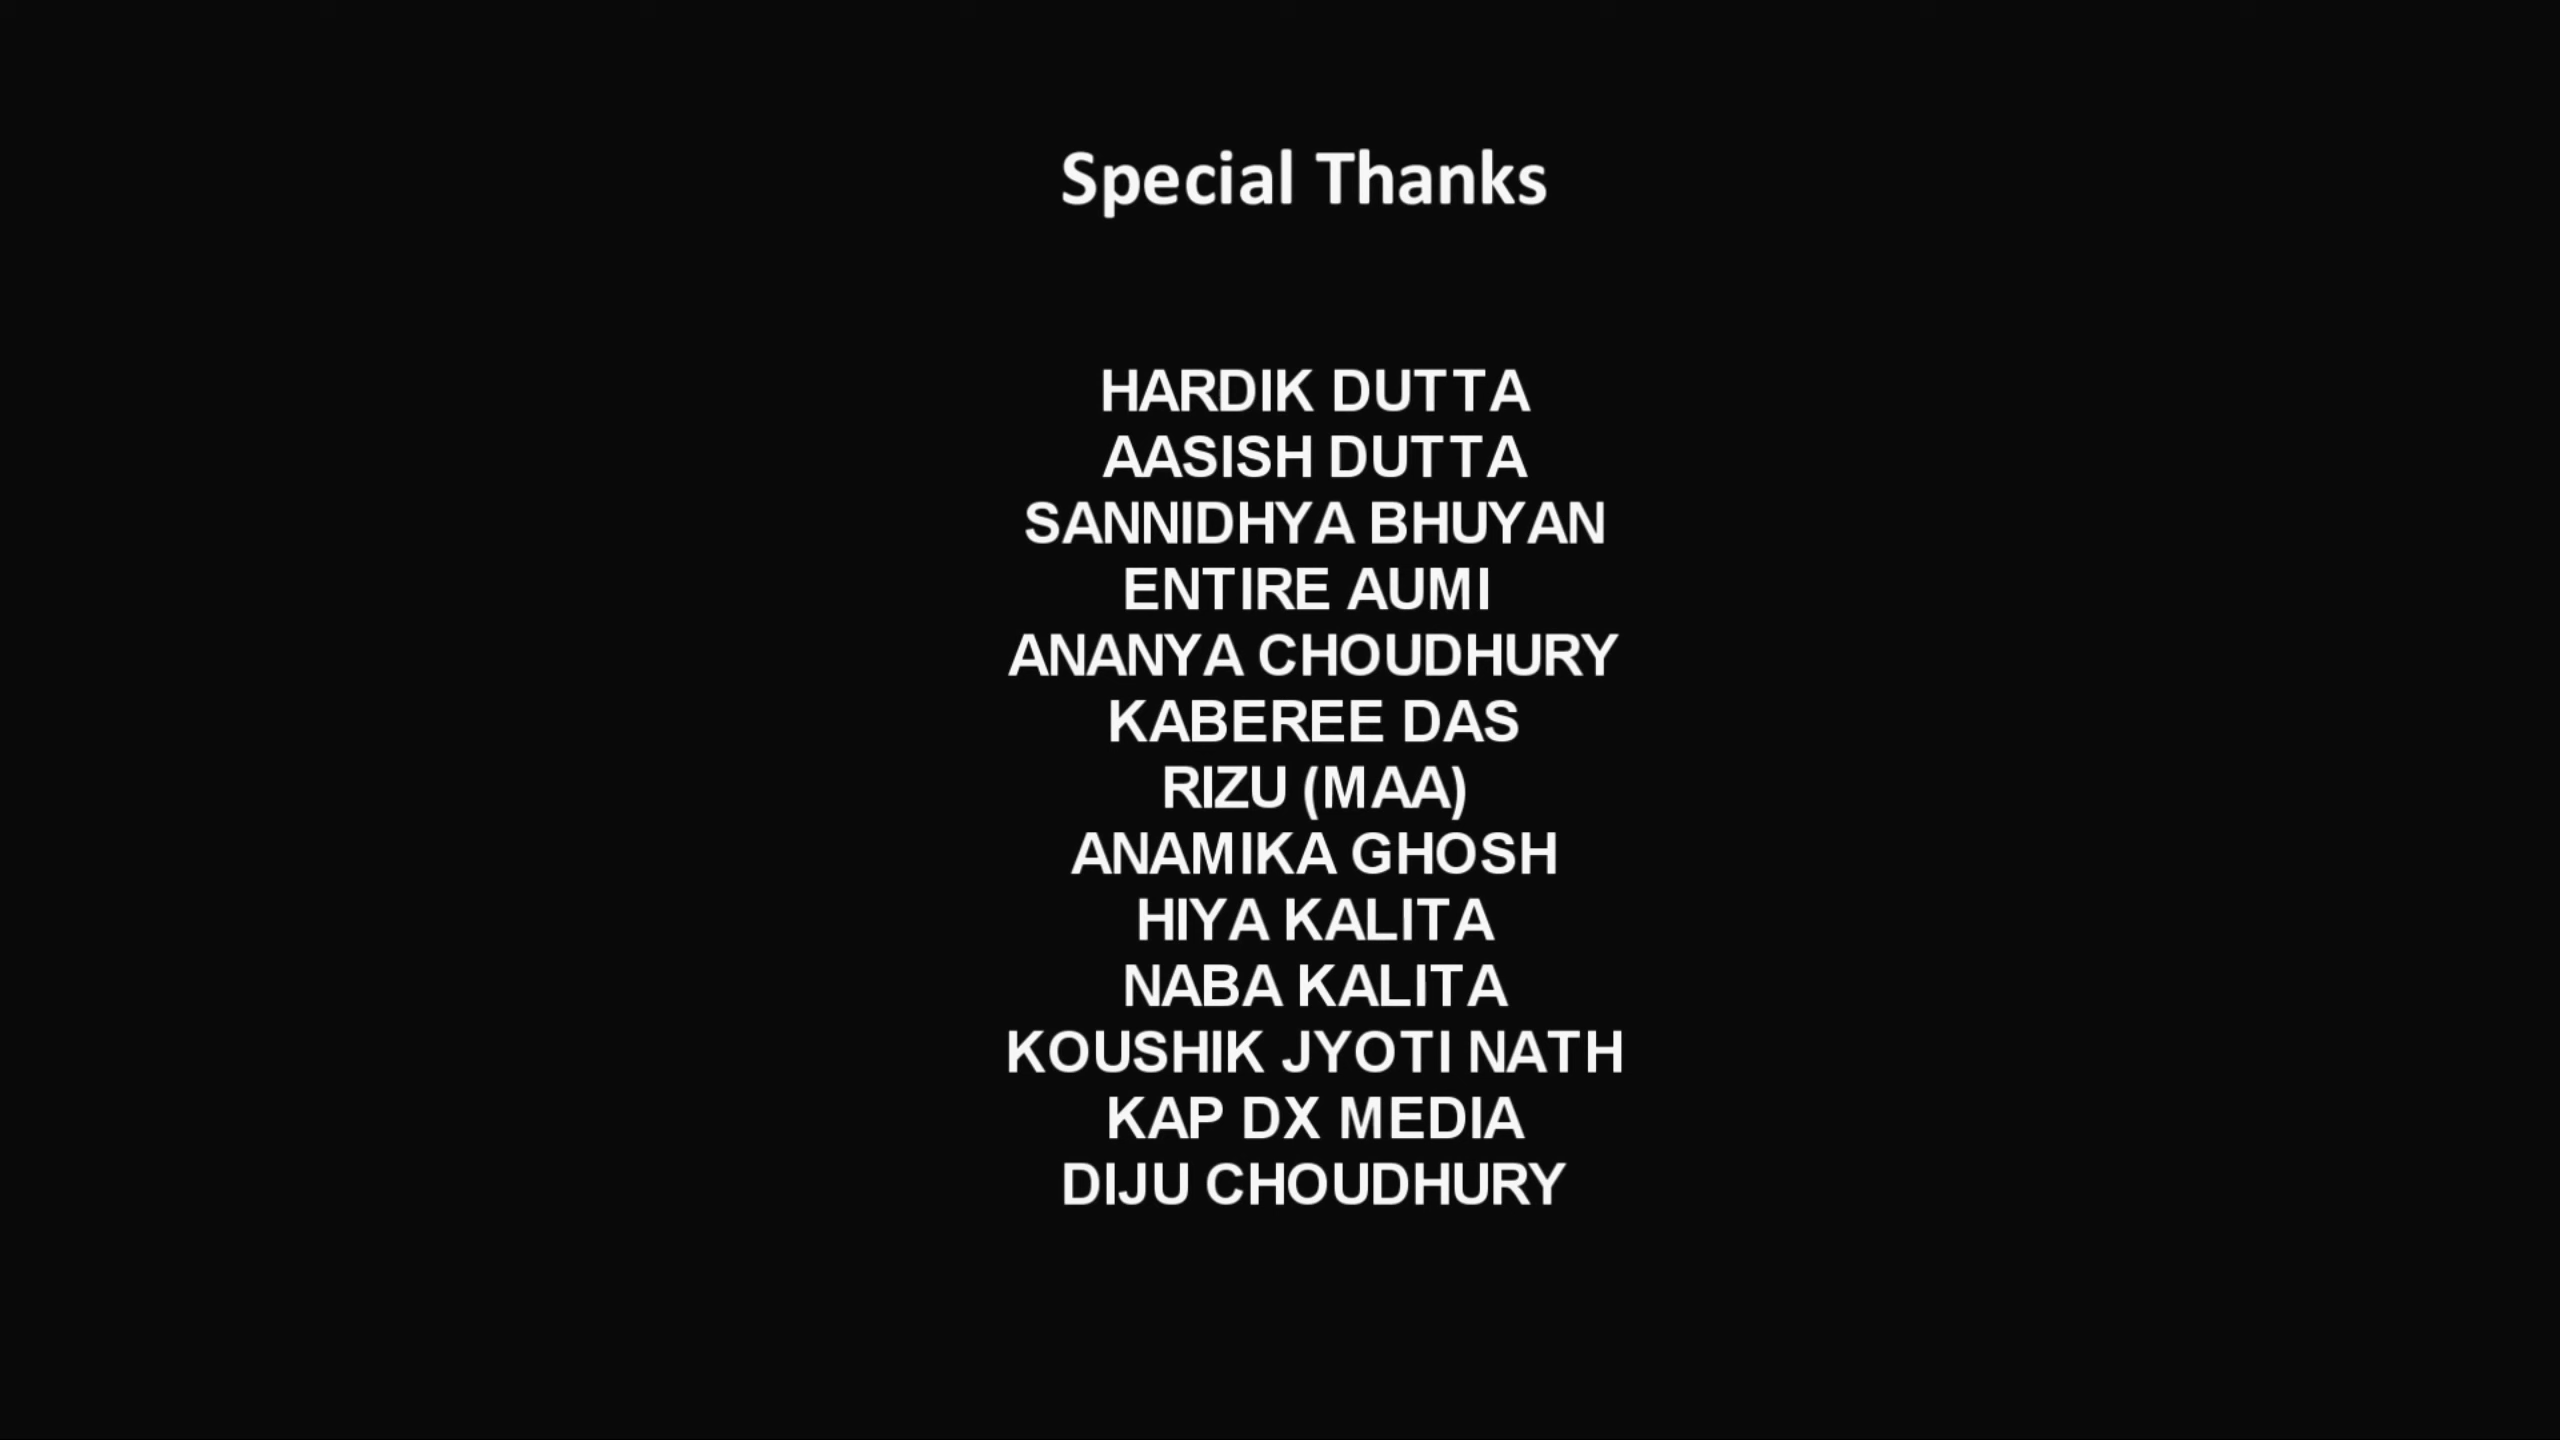 Special Thanks
HARDIK DUTTA
AASISH DUTTA
SANNIDHYA BHUYAN
ENTIRE AUMI
ANANYA CHOUDHURY
KABEREE DAS
RIZU (MAA)
ANAMIKA GHOSH
HIYA KALITA
NABA KALITA
KOUSHIK JYOTI NATH
KAP DX MEDIA
DIJU CHOUDHURY